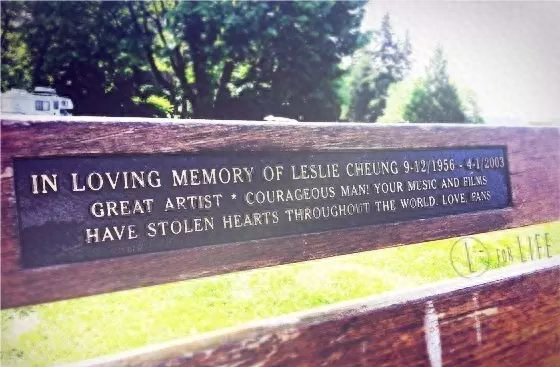 IN LOVING MEMORY OF LESLIE CHEUNG 9-12/1956 - 4-1/2003
GREAT ARTIST * COURAGEOUS MAN! YOUR MUSIC AND FILMS
HAVE STOLEN HEARTS THROUGHOUT THE WORLD. LOVE, FANS
L FOR LIFE